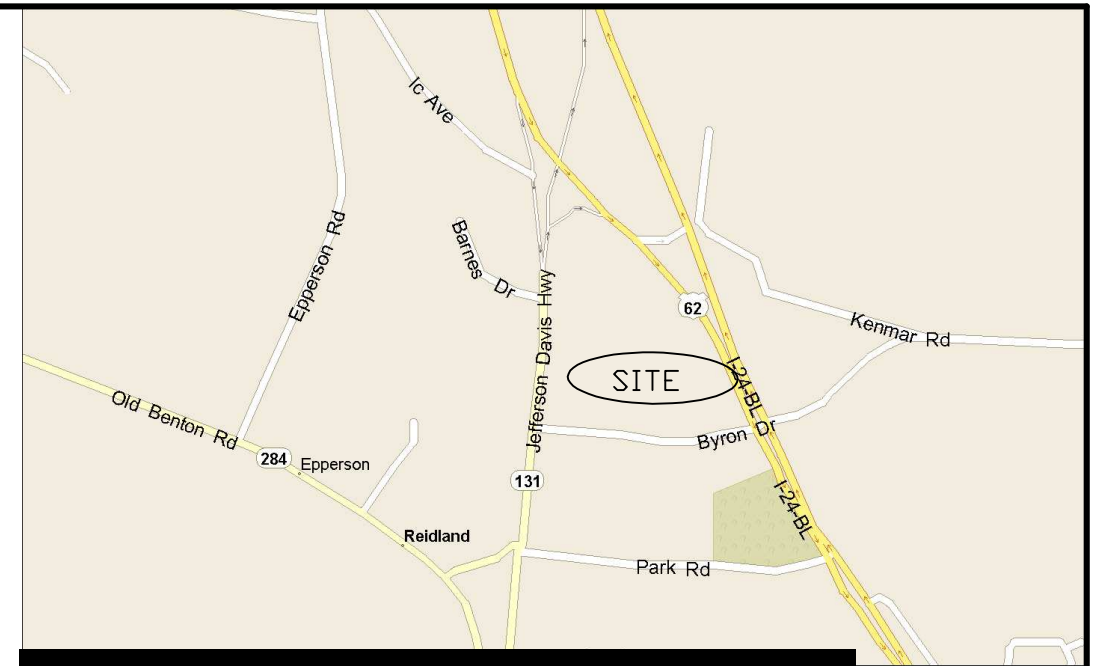 Ic Ave
Epperson Rd
Barnes Dr
Jefferson Davis Hwy
62
Kenmar Rd
SITE
I-24-BL
Old Benton Rd
Byron Dr
284
Epperson
131
I-24-BL
Reidland
Park Rd